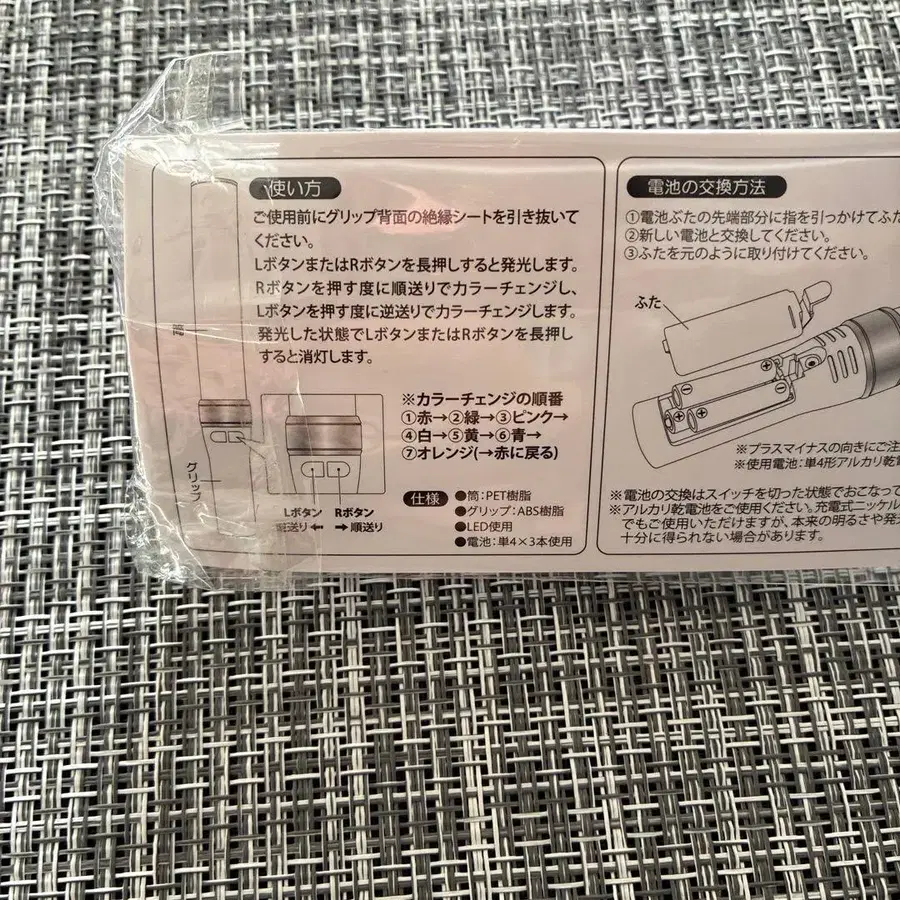 使い方
ご使用前にグリップ背面の絶縁シートを引き抜いて
ください。
LボタンまたはRボタンを長押しすると発光します。
Rボタンを押す度に順送りでカラーチェンジし、
Lボタンを押す度に逆送りでカラーチェンジします。
発光した状態でLボタンまたはRボタンを長押し
すると消灯します。
筒
グリップ
Lボタン
逆送り←
Rボタン
→順送り
※カラーチェンジの順番
①赤→②緑→③ピンク→
④白→⑤黄→⑥青→
⑦オレンジ(→赤に戻る)
仕様
●筒:PET樹脂
●グリップ:ABS樹脂
●LED使用
●電池:単4×3本使用
電池の交換方法
①電池ぶたの先端部分に指を引っかけてふた
②新しい電池と交換してください。
③ふたを元のように取り付けてください。
ふた
※プラスマイナスの向きにご注
※使用電池:単4形アルカリ乾電
※電池の交換はスイッチを切った状態でおこなって
※アルカリ乾電池をご使用ください。充電式ニッケル
でもご使用いただけますが、本来の明るさや発
十分に得られない場合があります。